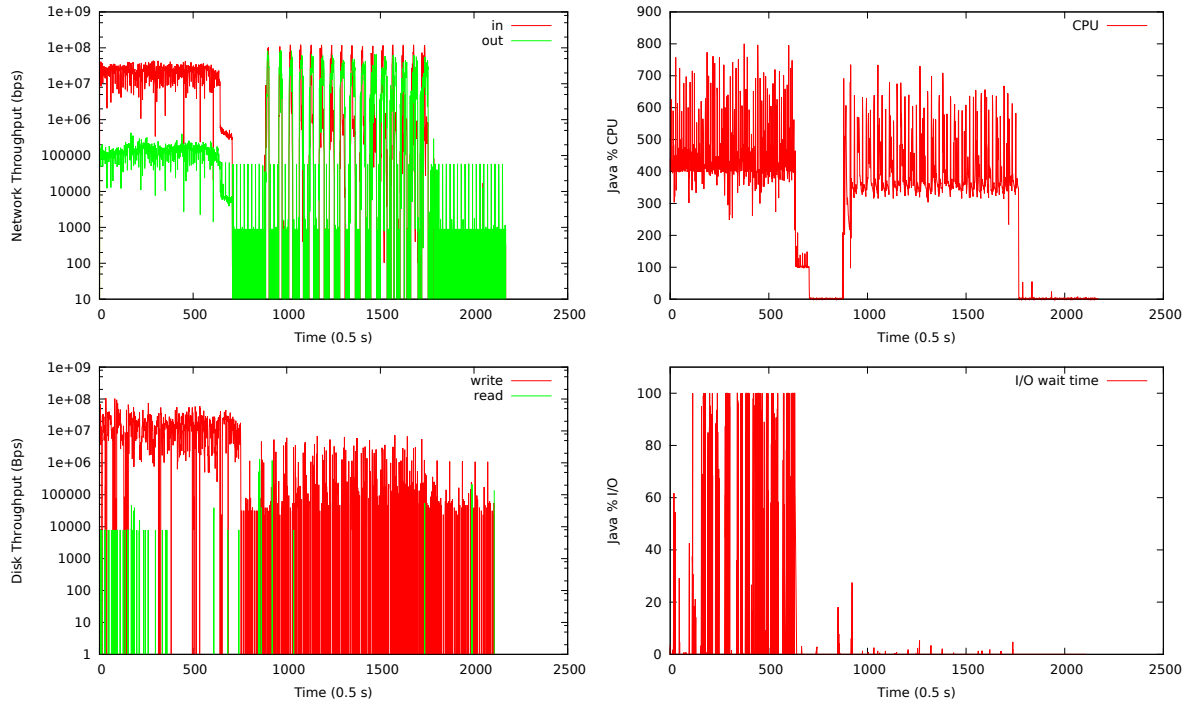 1e+09
1e+08
1e+07
1e+06
100000
10000
1000
100
10
0
500
1000
1500
2000
2500
Network Throughput (bps)
Time (0.5 s)
in
out
900
800
700
600
500
400
300
200
100
0
0
500
1000
1500
2000
2500
Java % CPU
Time (0.5 s)
CPU
1e+09
1e+08
1e+07
1e+06
100000
10000
1000
100
10
1
0
500
1000
1500
2000
2500
Disk Throughput (Bps)
Time (0.5 s)
write
read
100
80
60
40
20
0
0
500
1000
1500
2000
2500
Java % I/O
Time (0.5 s)
I/O wait time